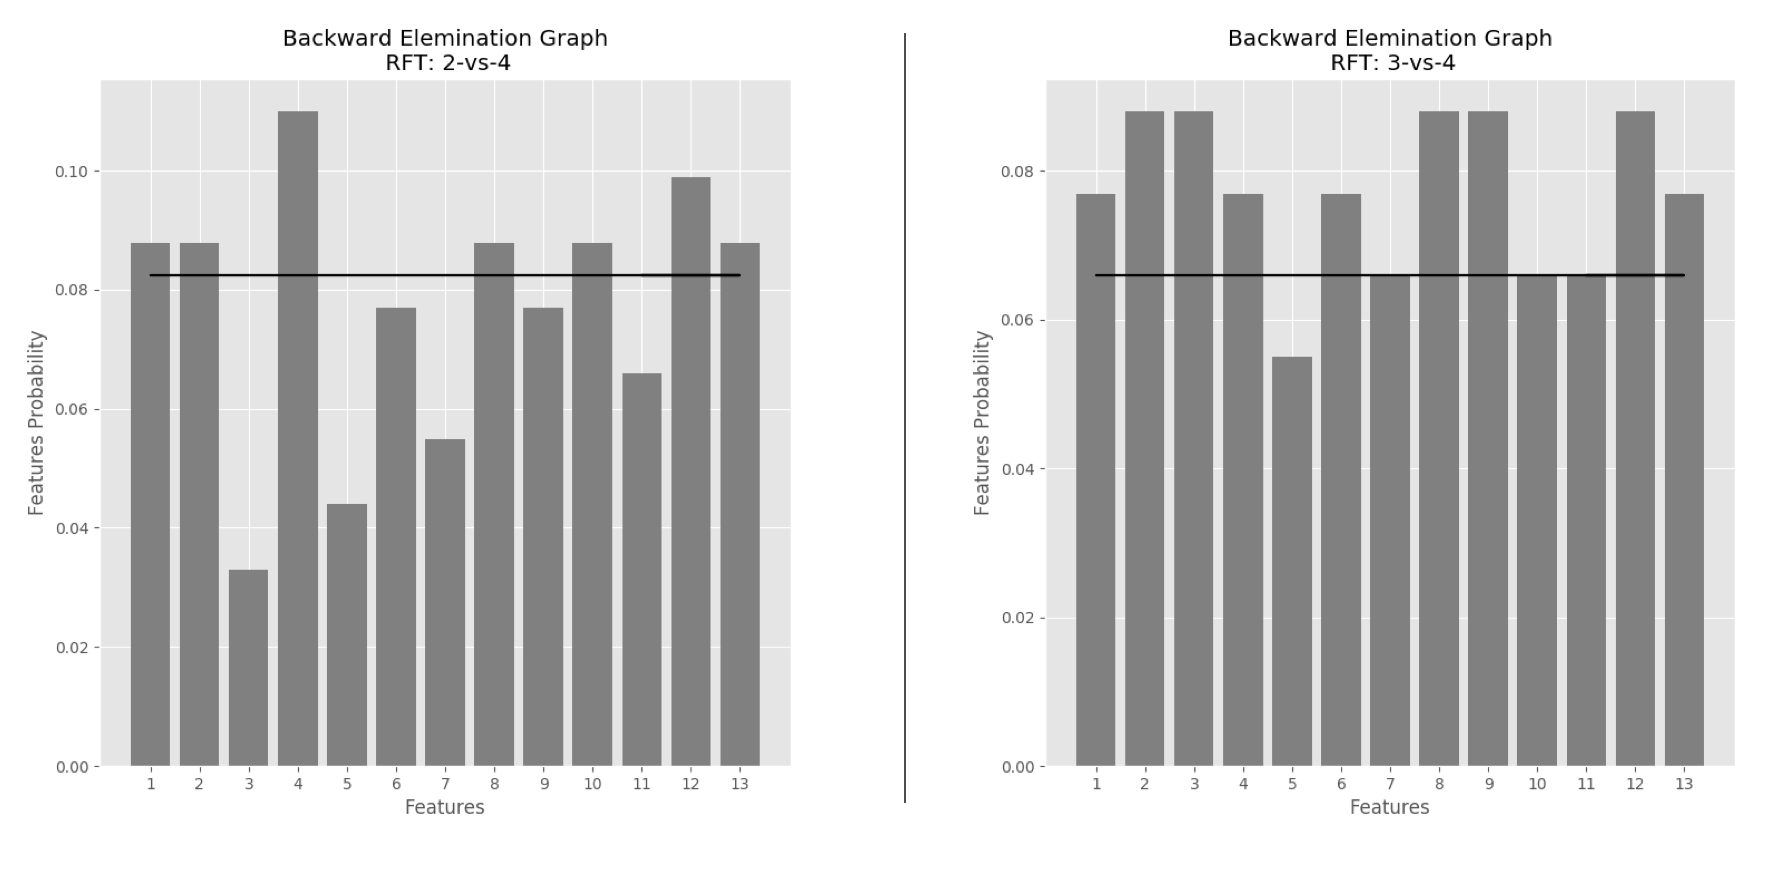 Backward Elemination Graph
RFT: 2-vs-4
0.10
0.08
0.06
0.04
0.02
0.00
Features Probability
1 2 3 4 5 6 7 8 9 10 11 12 13
Features
Backward Elemination Graph
RFT: 3-vs-4
0.08
0.06
0.04
0.02
0.00
Features Probability
1 2 3 4 5 6 7 8 9 10 11 12 13
Features